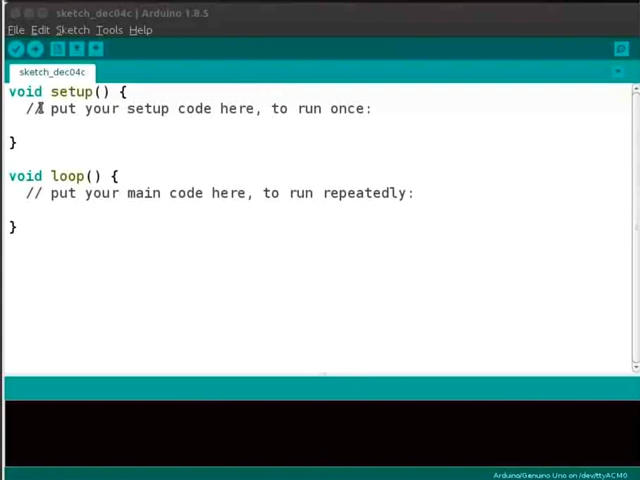 sketch_dec04c | Arduino 1.8.5
File Edit Sketch Tools Help
sketch_dec04c
void setup() {
// put your setup code here, to run once:
}
void loop() {
// put your main code here, to run repeatedly:
}
Arduino/Genuino Uno on /dev/ttyACM0